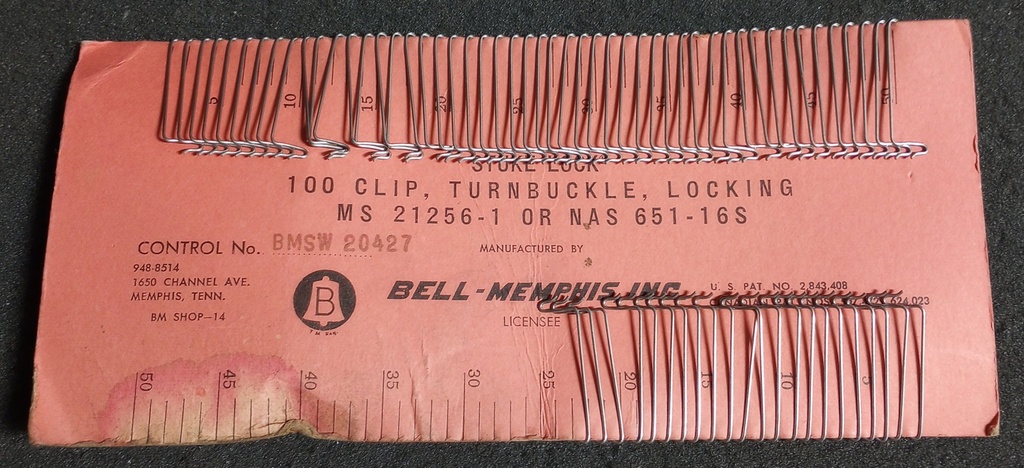 5 10 15 20 25 30 35 40 45 50
STUKE LOCK
100 CLIP, TURNBUCKLE, LOCKING
MS 21256-1 OR NAS 651-16S
CONTROL No. BMSW 20427
948-8514
1650 CHANNEL AVE.
MEMPHIS, TENN.
BM SHOP—14
B
MANUFACTURED BY
BELL-MEMPHIS, INC.
LICENSEE
U. S. PAT. NO. 2,843,408
624,023
50 45 40 35 30 25 20 15 10 5